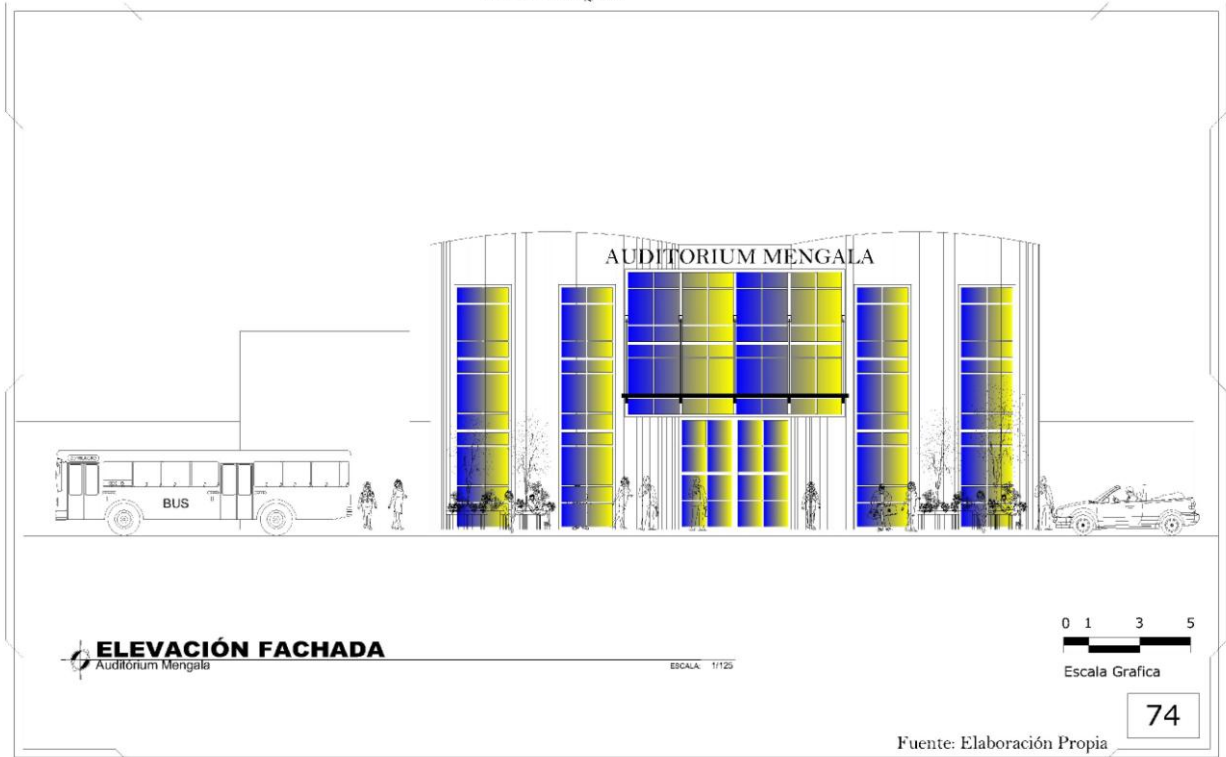 AUDITORIUM MENGALA
BUS
ELEVACIÓN FACHADA
Auditórium Mengala
ESCALA: 1/125
0 1 3 5
Escala Grafica
74
Fuente: Elaboración Propia